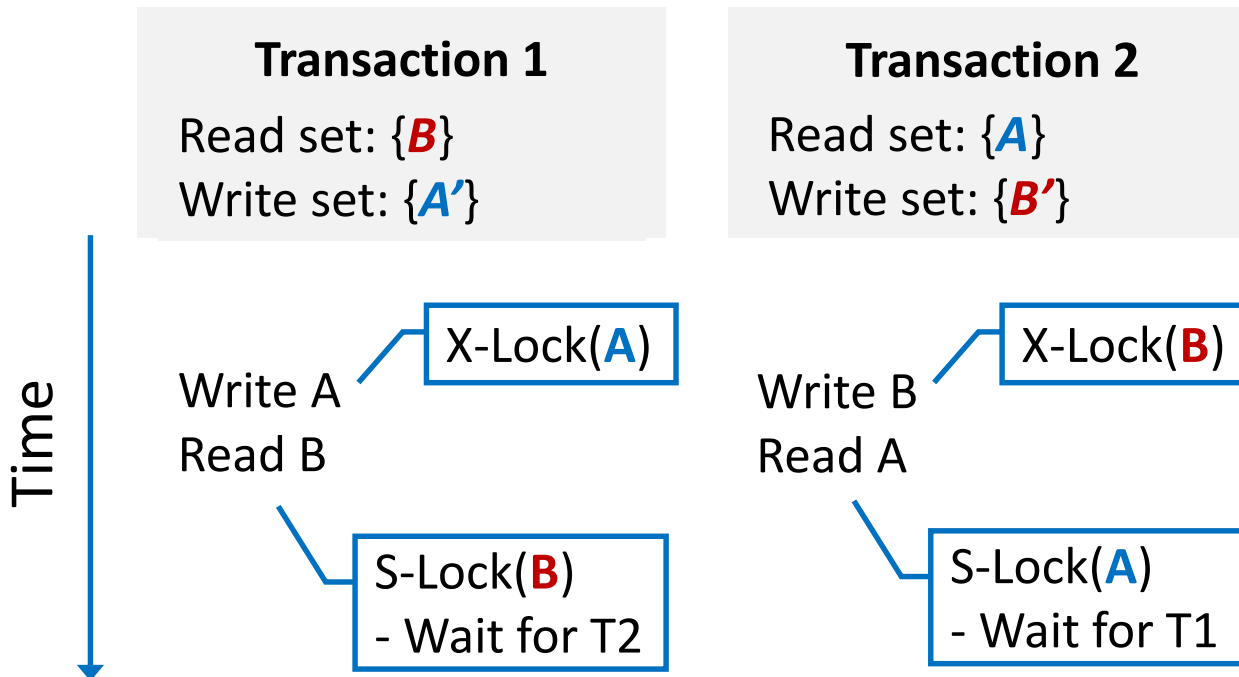 Transaction 1
Read set: {B}
Write set: {A’}
Transaction 2
Read set: {A}
Write set: {B’}
Time
X-Lock(A)
Write A
Read B
S-Lock(B)
- Wait for T2
X-Lock(B)
Write B
Read A
S-Lock(A)
- Wait for T1